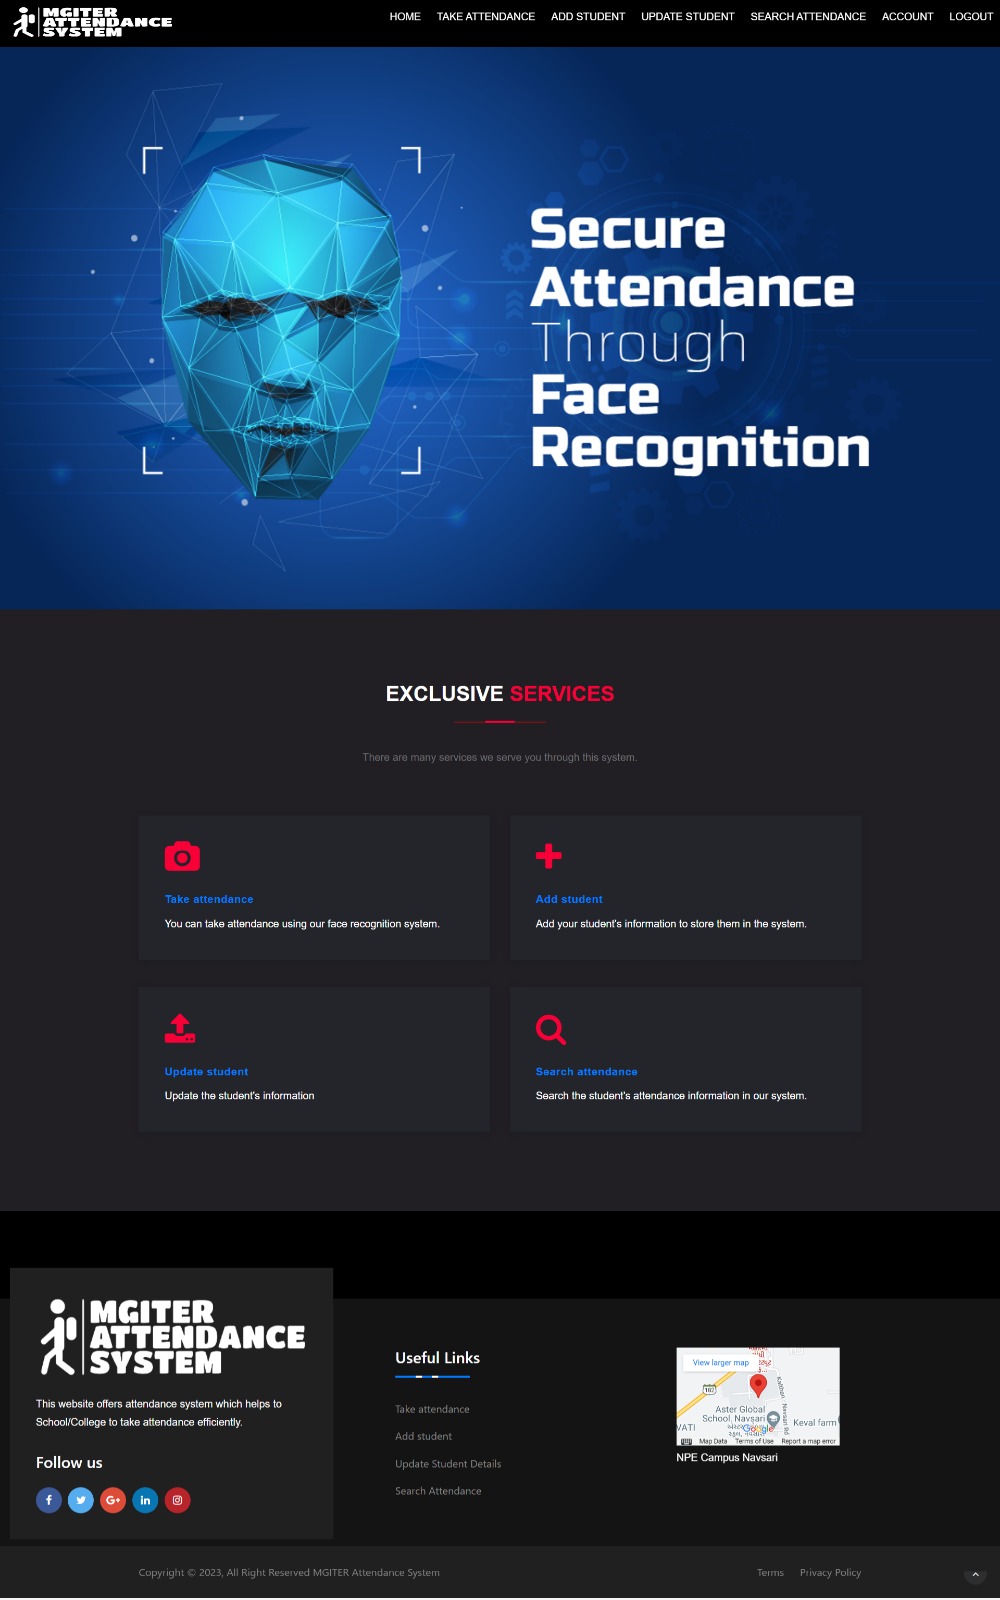 MGITER
ATTENDANCE
SYSTEM
HOME TAKE ATTENDANCE ADD STUDENT UPDATE STUDENT SEARCH ATTENDANCE ACCOUNT LOGOUT
Secure
Attendance
Through
Face
Recognition
EXCLUSIVE SERVICES
There are many services we serve you through this system.
Take attendance
You can take attendance using our face recognition system.
Add student
Add your student's information to store them in the system.
Update student
Update the student's information
Search attendance
Search the student's attendance information in our system.
MGITER
ATTENDANCE
SYSTEM
This website offers attendance system which helps to
School/College to take attendance efficiently.
Follow us
Useful Links
Take attendance
Add student
Update Student Details
Search Attendance
View larger map
Kalthan - Navsari Rd
Aster Global
School, Navsari
Keval farm
VATI
Google
Map Data Terms of Use Report a map error
NPE Campus Navsari
Copyright © 2023, All Right Reserved MGITER Attendance System
Terms Privacy Policy